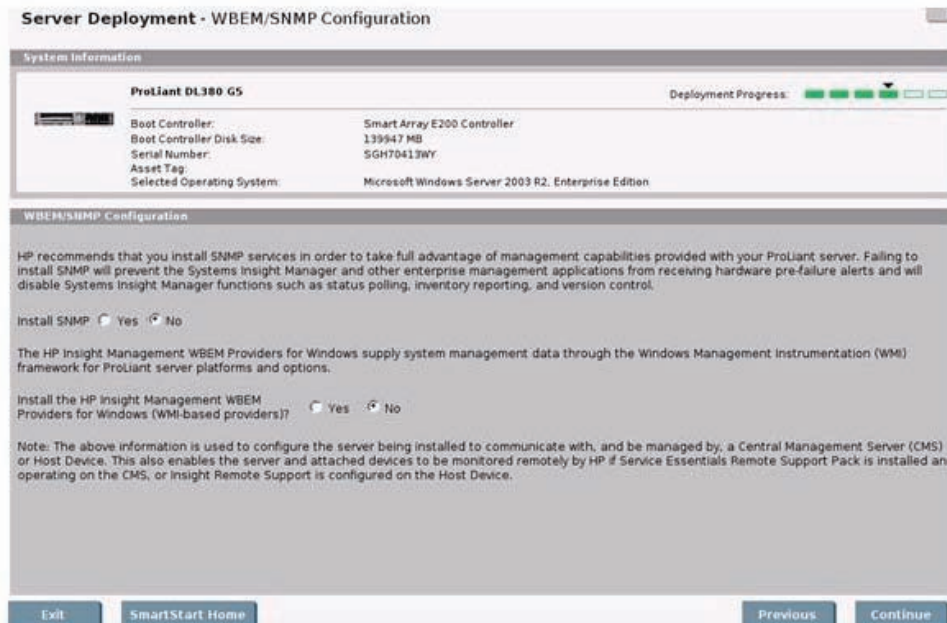 Server Deployment - WBEM/SNMP Configuration
System Information
ProLiant DL380 G5
Deployment Progress:
Boot Controller: Smart Array E200 Controller
Boot Controller Disk Size: 139947 MB
Serial Number: SGH70413WY
Asset Tag:
Selected Operating System: Microsoft Windows Server 2003 R2, Enterprise Edition
WBEM/SNMP Configuration
HP recommends that you install SNMP services in order to take full advantage of management capabilities provided with your ProLiant server. Failing to
install SNMP will prevent the Systems Insight Manager and other enterprise management applications from receiving hardware pre-failure alerts and will
disable Systems Insight Manager functions such as status polling, inventory reporting, and version control.
Install SNMP Yes No
The HP Insight Management WBEM Providers for Windows supply system management data through the Windows Management Instrumentation (WMI)
framework for ProLiant server platforms and options.
Install the HP Insight Management WBEM
Providers for Windows (WMI-based providers)? Yes No
Note: The above information is used to configure the server being installed to communicate with, and be managed by, a Central Management Server (CMS)
or Host Device. This also enables the server and attached devices to be monitored remotely by HP if Service Essentials Remote Support Pack is installed an
operating on the CMS, or Insight Remote Support is configured on the Host Device.
Exit SmartStart Home Previous Continue